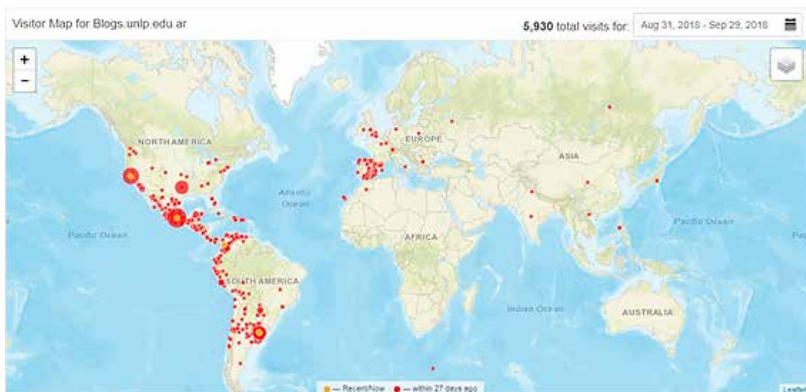 Visitor Map for Blogs.unlp.edu.ar
5,930 total visits for: Aug 31, 2018 - Sep 29, 2018
+
−
NORTH AMERICA
EUROPE
ASIA
Atlantic
Ocean
Pacific Ocean
Pacific Ocean
AFRICA
SOUTH AMERICA
Indian Ocean
AUSTRALIA
— Recent/Now — within 27 days ago
Leaflet